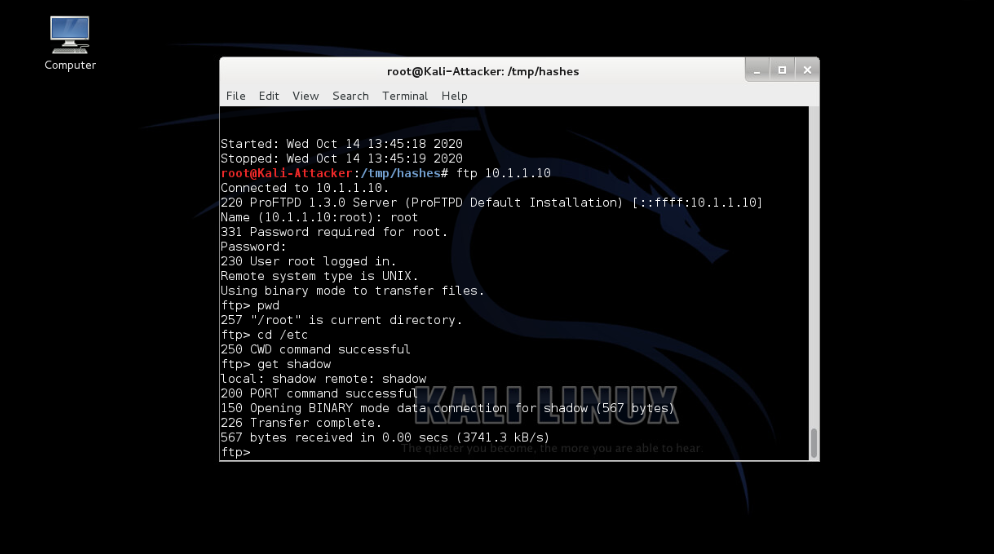 Computer
root@Kali-Attacker: /tmp/hashes
File Edit View Search Terminal Help
Started: Wed Oct 14 13:45:18 2020
Stopped: Wed Oct 14 13:45:19 2020
root@Kali-Attacker:/tmp/hashes# ftp 10.1.1.10
Connected to 10.1.1.10.
220 ProFTPD 1.3.0 Server (ProFTPD Default Installation) [::ffff:10.1.1.10]
Name (10.1.1.10:root): root
331 Password required for root.
Password:
230 User root logged in.
Remote system type is UNIX.
Using binary mode to transfer files.
ftp> pwd
257 "/root" is current directory.
ftp> cd /etc
250 CWD command successful
ftp> get shadow
local: shadow remote: shadow
200 PORT command successful
150 Opening BINARY mode data connection for shadow (567 bytes)
226 Transfer complete.
567 bytes received in 0.00 secs (3741.3 kB/s)
ftp>
KALI LINUX
The quieter you become, the more you are able to hear